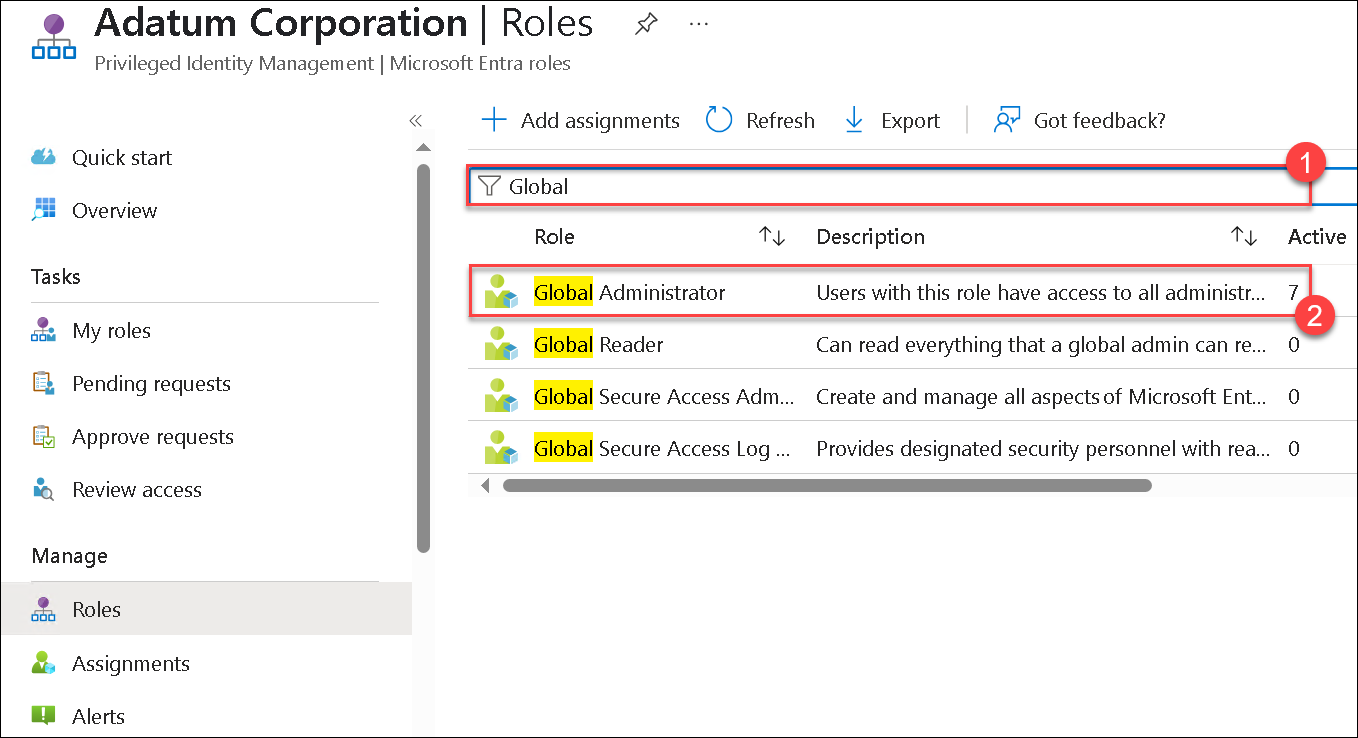 Adatum Corporation | Roles ...
Privileged Identity Management | Microsoft Entra roles
«
Quick start
Overview
Tasks
My roles
Pending requests
Approve requests
Review access
Manage
Roles
Assignments
Alerts
Add assignments Refresh Export Got feedback?
Global 1
Role ↑↓ Description ↑↓ Active
Global Administrator Users with this role have access to all administr... 7
2
Global Reader Can read everything that a global admin can re... 0
Global Secure Access Adm... Create and manage all aspects of Microsoft Ent... 0
Global Secure Access Log ... Provides designated security personnel with rea... 0